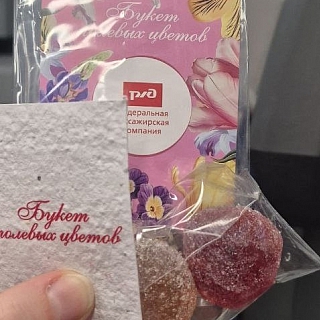 Букет
полевых цветов
ржд
Федеральная
пассажирская
компания
Букет
полевых цветов